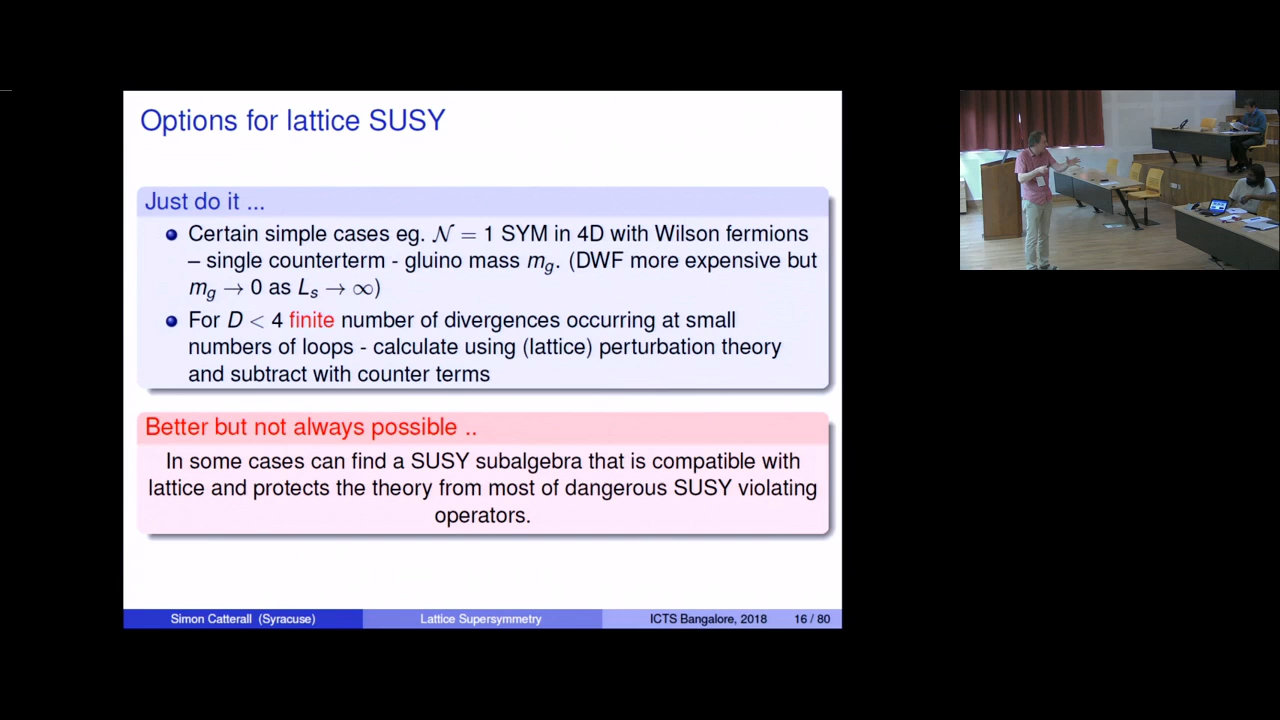 Options for lattice SUSY
Just do it ...
Certain simple cases eg. 𝒩 = 1 SYM in 4D with Wilson fermions
– single counterterm - gluino mass m_g. (DWF more expensive but
m_g → 0 as L_s → ∞)
For D < 4 finite number of divergences occurring at small
numbers of loops - calculate using (lattice) perturbation theory
and subtract with counter terms
Better but not always possible ..
In some cases can find a SUSY subalgebra that is compatible with
lattice and protects the theory from most of dangerous SUSY violating
operators.
Simon Catterall (Syracuse) Lattice Supersymmetry ICTS Bangalore, 2018 16 / 80